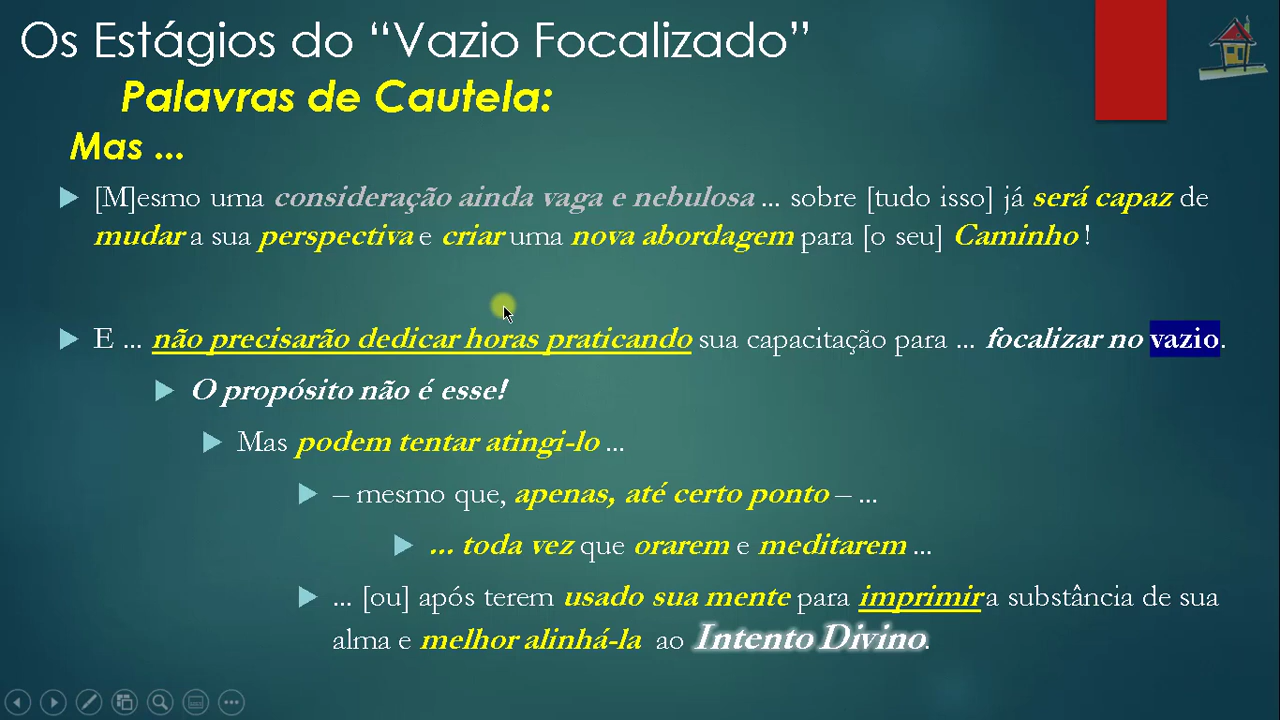 Os Estágios do “Vazio Focalizado”
Palavras de Cautela:
Mas ...
[M]esmo uma consideração ainda vaga e nebulosa ... sobre [tudo isso] já será capaz de
mudar a sua perspectiva e criar uma nova abordagem para [o seu] Caminho !
E ... não precisarão dedicar horas praticando sua capacitação para ... focalizar no vazio.
O propósito não é esse!
Mas podem tentar atingi-lo ...
– mesmo que, apenas, até certo ponto – ...
... toda vez que orarem e meditarem ...
... [ou] após terem usado sua mente para imprimir a substância de sua
alma e melhor alinhá-la ao Intento Divino.